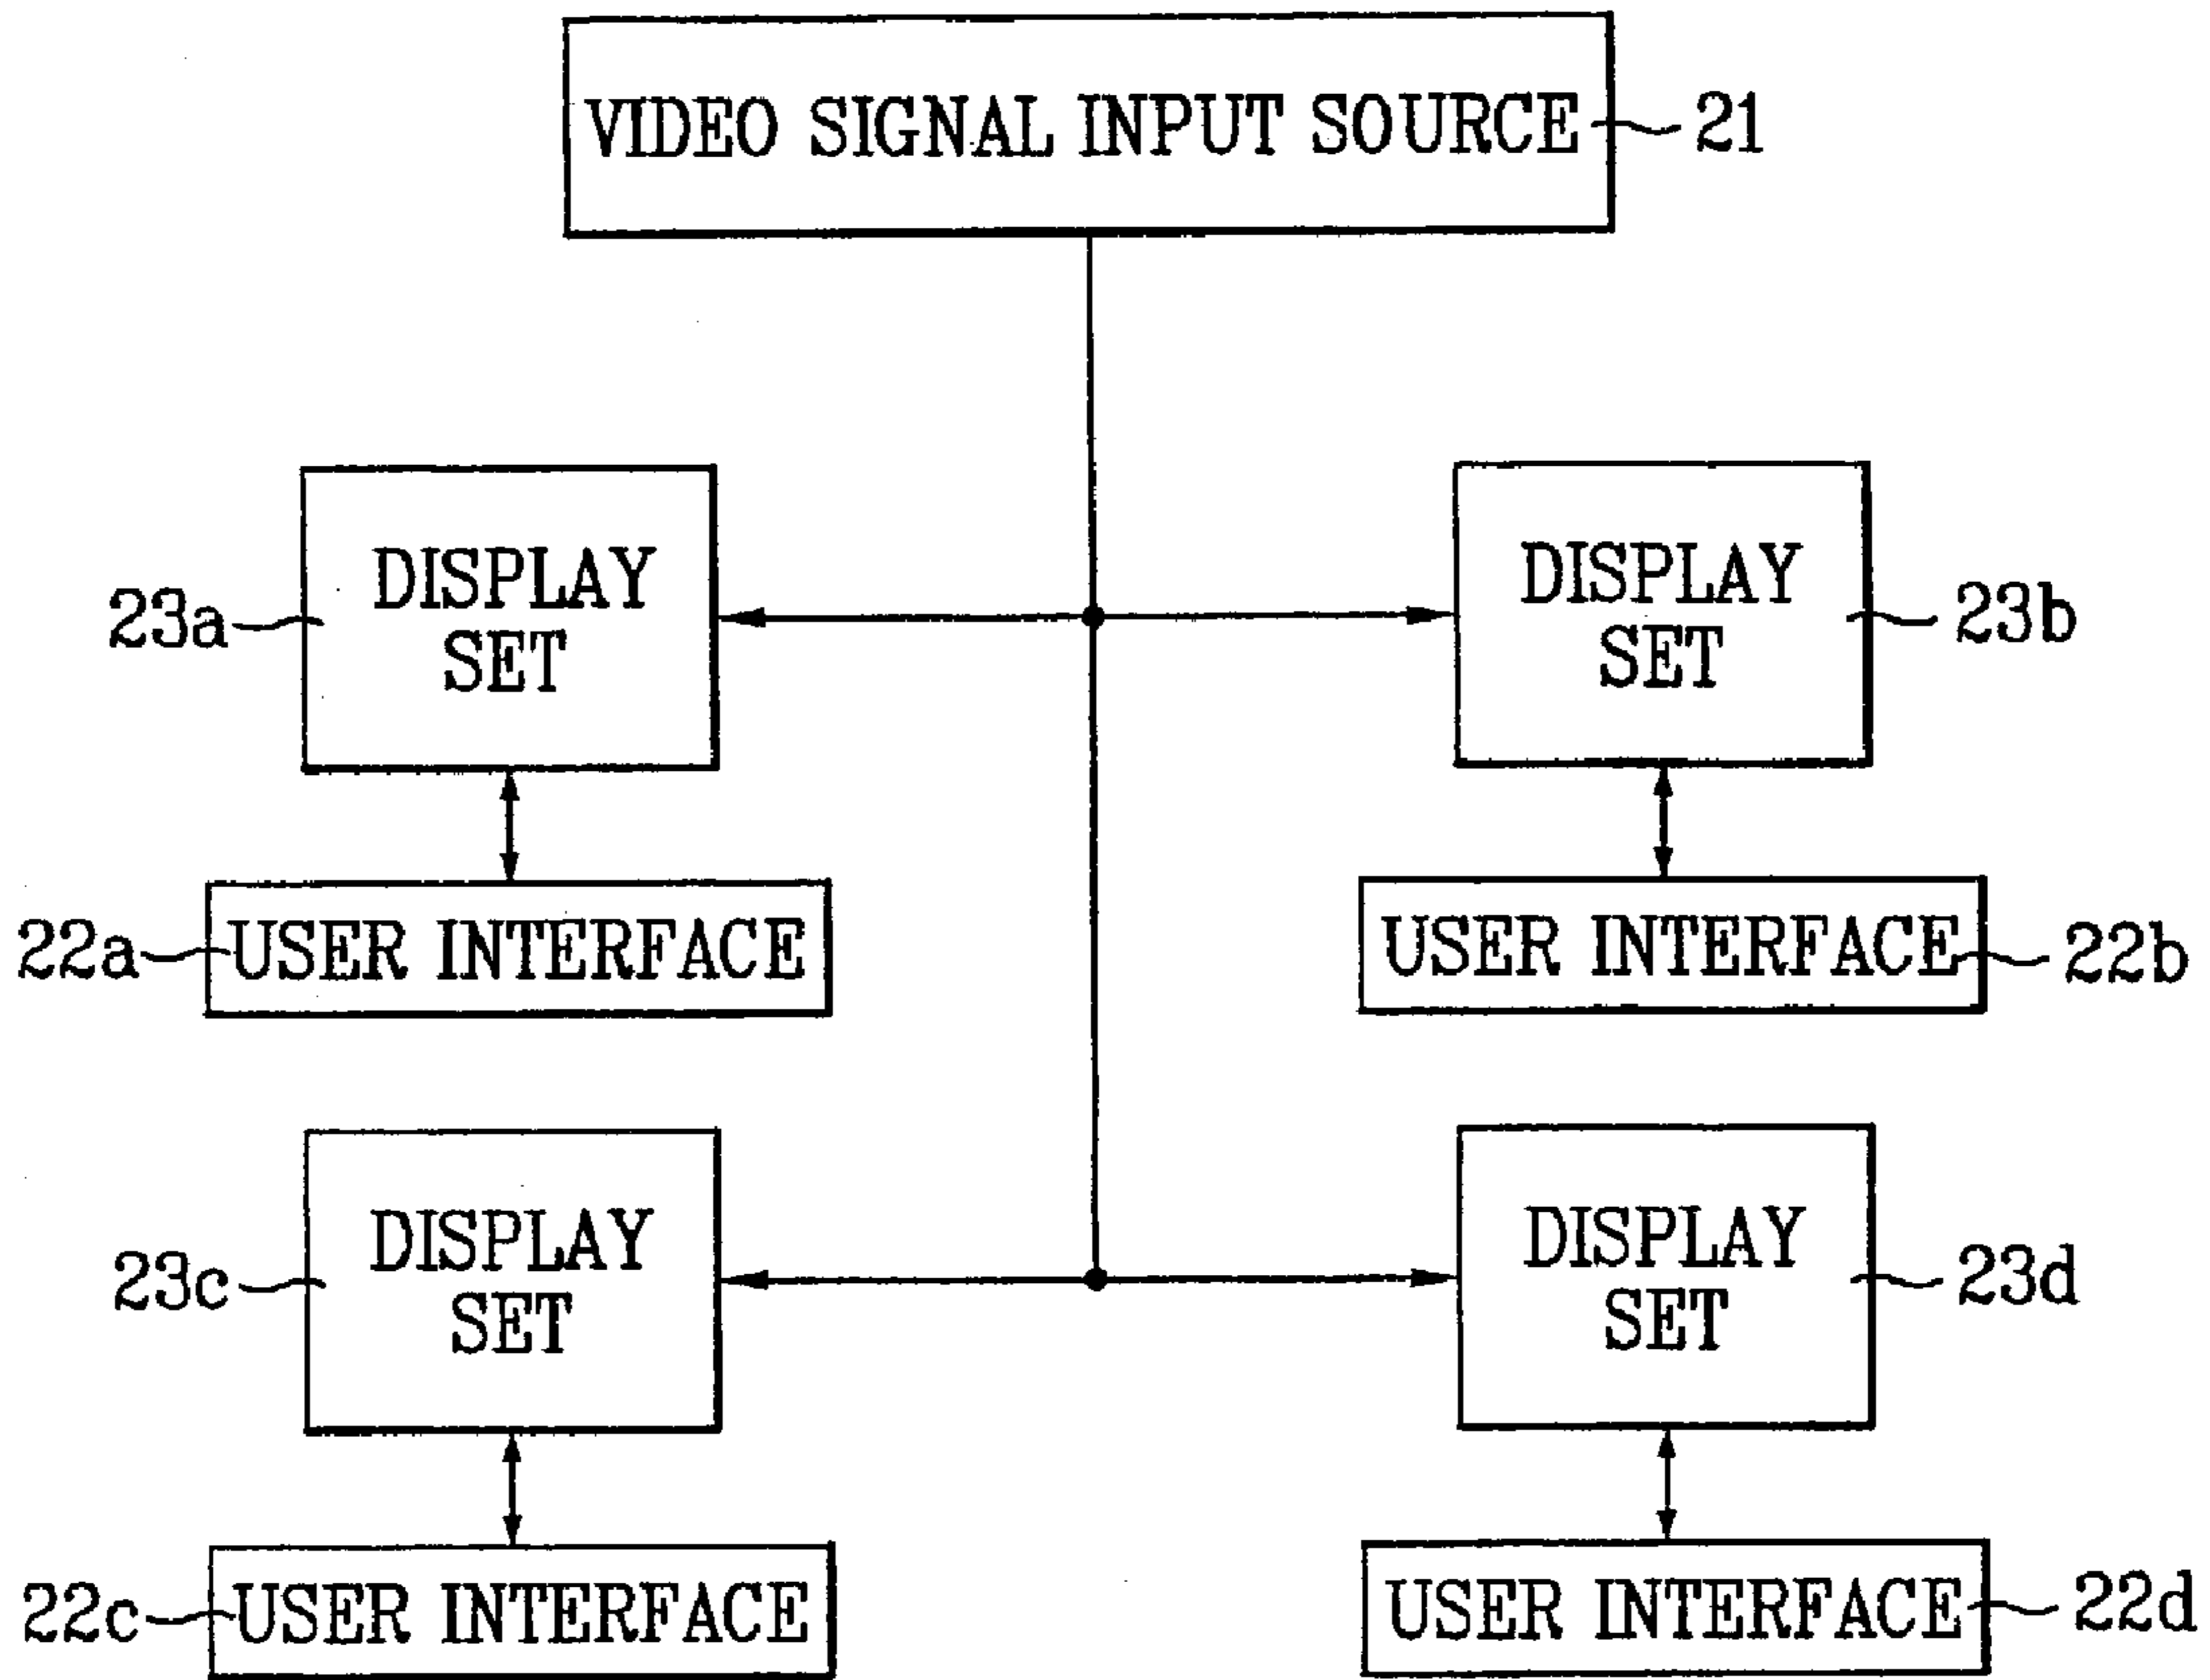 VIDEO SIGNAL INPUT SOURCE 21
DISPLAY
SET
23a
DISPLAY
SET
23b
22a USER INTERFACE
USER INTERFACE 22b
DISPLAY
SET
23c
DISPLAY
SET
23d
22c USER INTERFACE
USER INTERFACE 22d